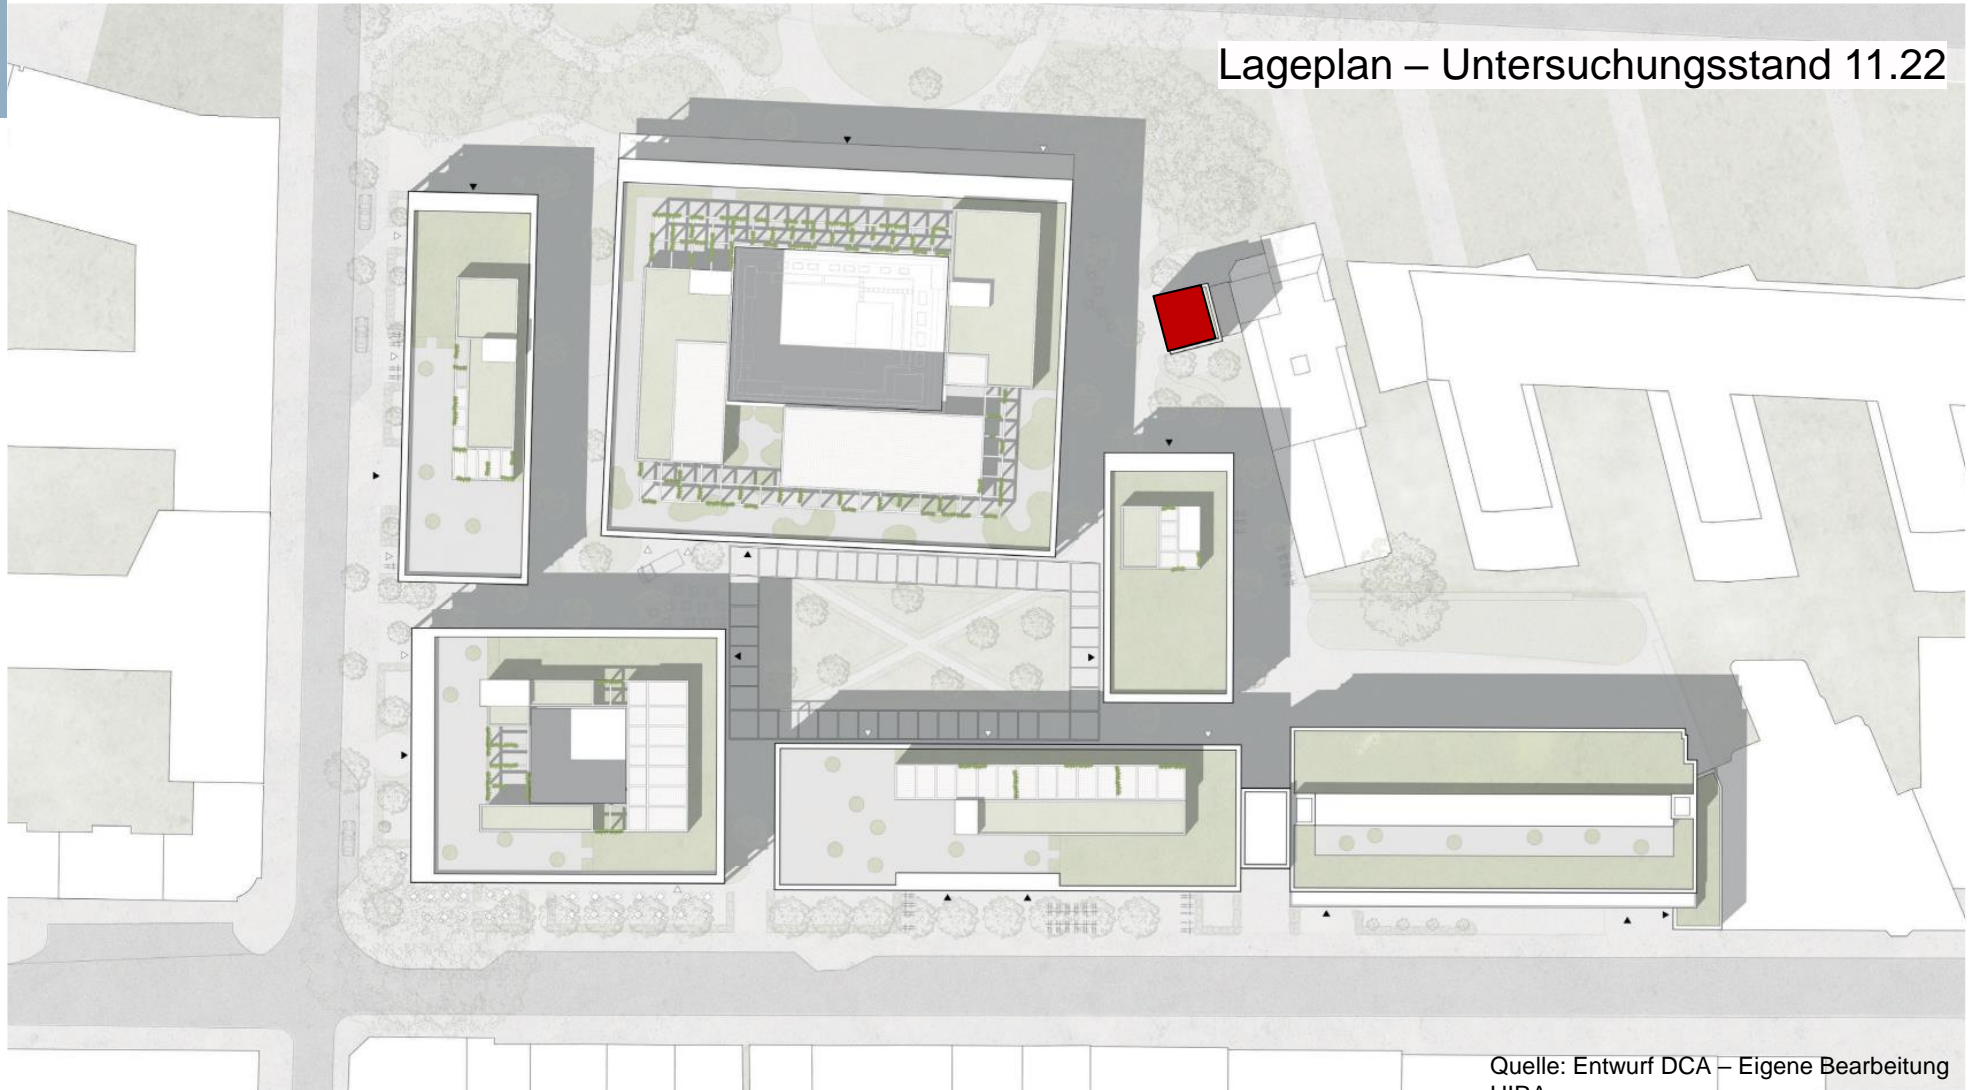 Lageplan – Untersuchungsstand 11.22
Quelle: Entwurf DCA – Eigene Bearbeitung